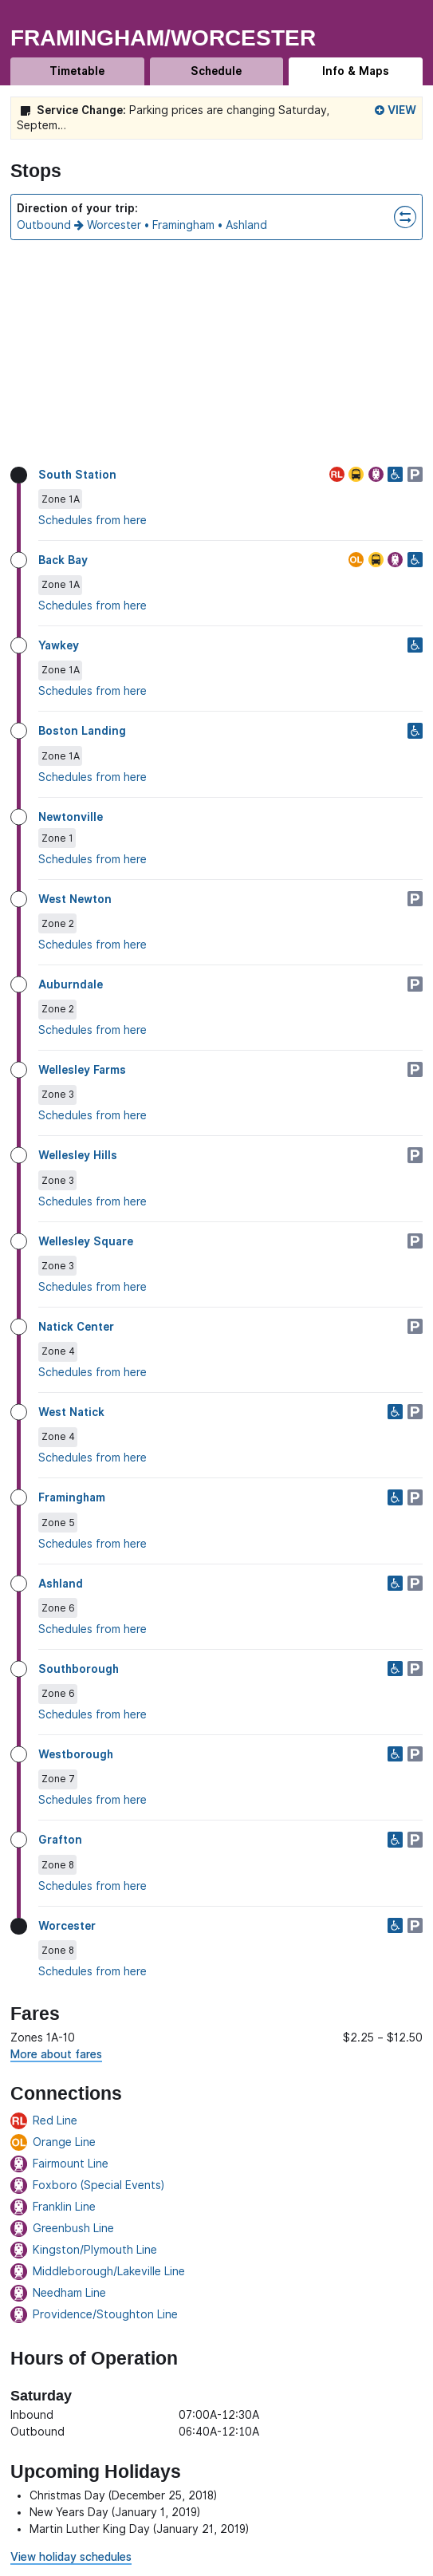 FRAMINGHAM/WORCESTER
Timetable Schedule Info & Maps
Service Change: Parking prices are changing Saturday, VIEW
Septem...
Stops
Direction of your trip:
Outbound → Worcester • Framingham • Ashland
South Station RL P
Zone 1A
Schedules from here
Back Bay OL
Zone 1A
Schedules from here
Yawkey
Zone 1A
Schedules from here
Boston Landing
Zone 1A
Schedules from here
Newtonville
Zone 1
Schedules from here
West Newton P
Zone 2
Schedules from here
Auburndale P
Zone 2
Schedules from here
Wellesley Farms P
Zone 3
Schedules from here
Wellesley Hills P
Zone 3
Schedules from here
Wellesley Square P
Zone 3
Schedules from here
Natick Center P
Zone 4
Schedules from here
West Natick P
Zone 4
Schedules from here
Framingham P
Zone 5
Schedules from here
Ashland P
Zone 6
Schedules from here
Southborough P
Zone 6
Schedules from here
Westborough P
Zone 7
Schedules from here
Grafton P
Zone 8
Schedules from here
Worcester P
Zone 8
Schedules from here
Fares
Zones 1A-10 $2.25 – $12.50
More about fares
Connections
RL Red Line
OL Orange Line
Fairmount Line
Foxboro (Special Events)
Franklin Line
Greenbush Line
Kingston/Plymouth Line
Middleborough/Lakeville Line
Needham Line
Providence/Stoughton Line
Hours of Operation
Saturday
Inbound 07:00A-12:30A
Outbound 06:40A-12:10A
Upcoming Holidays
• Christmas Day (December 25, 2018)
• New Years Day (January 1, 2019)
• Martin Luther King Day (January 21, 2019)
View holiday schedules